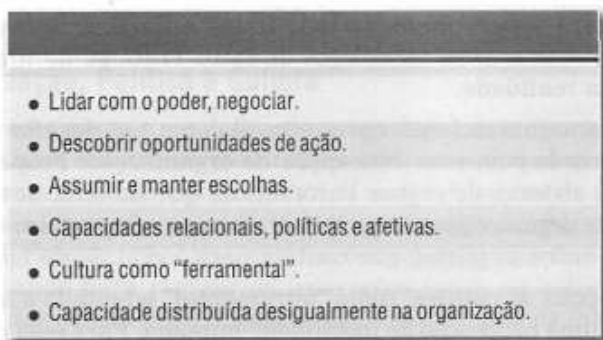 • Lidar com o poder, negociar.
• Descobrir oportunidades de ação.
• Assumir e manter escolhas.
• Capacidades relacionais, políticas e afetivas.
• Cultura como “ferramental”.
• Capacidade distribuída desigualmente na organização.